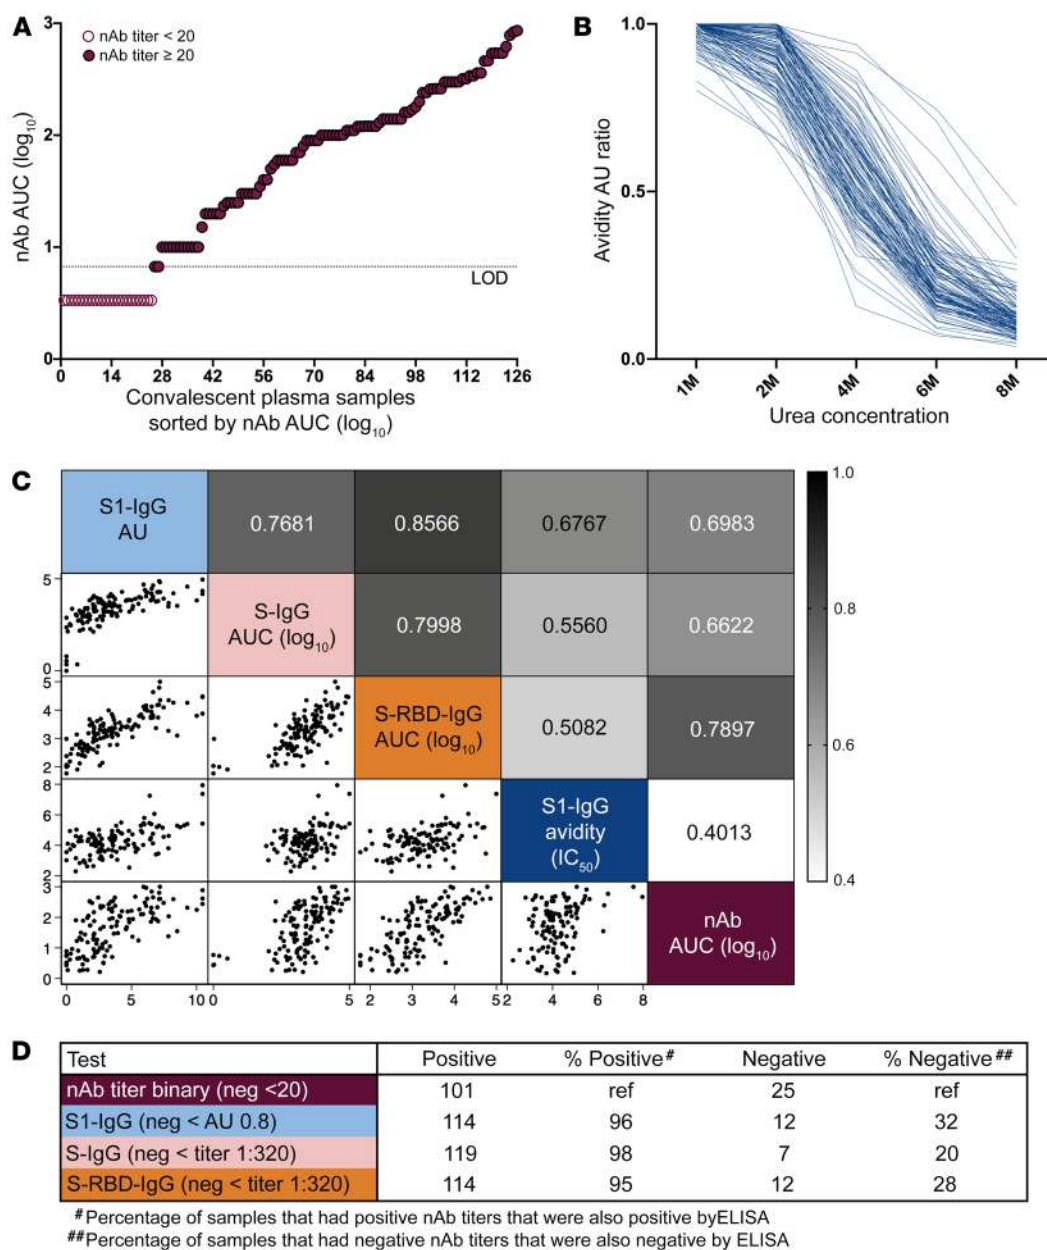 A
3
2
1
0
nAb AUC (log10)
nAb titer < 20
nAb titer ≥ 20
LOD
0 14 28 42 56 70 84 98 112 126
Convalescent plasma samples
sorted by nAb AUC (log10)
B
1.0
0.5
0.0
Avidity AU ratio
1M 2M 4M 6M 8M
Urea concentration
C
S1-IgG
AU
0.7681
0.8566
0.6767
0.6983
S-IgG
AUC (log10)
0.7998
0.5560
0.6622
S-RBD-IgG
AUC (log10)
0.5082
0.7897
S1-IgG
avidity
(IC50)
0.4013
nAb
AUC (log10)
5
0
5
4
3
2
8
6
4
2
3
2
1
0
0 5 10 0 5 2 3 4 5 2 4 6 8
1.0
0.8
0.6
0.4
D
Test Positive % Positive# Negative % Negative##
nAb titer binary (neg <20) 101 ref 25 ref
S1-IgG (neg < AU 0.8) 114 96 12 32
S-IgG (neg < titer 1:320) 119 98 7 20
S-RBD-IgG (neg < titer 1:320) 114 95 12 28
#Percentage of samples that had positive nAb titers that were also positive byELISA
##Percentage of samples that had negative nAb titers that were also negative by ELISA